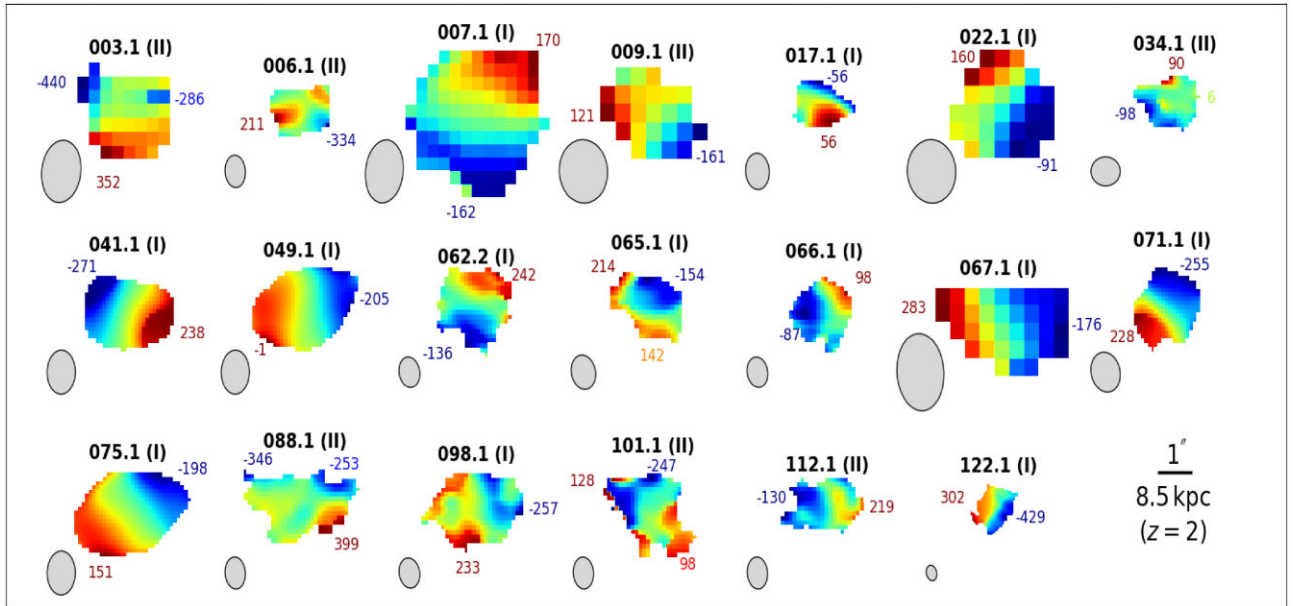 003.1 (II)
-440
-286
352
006.1 (II)
211
-334
007.1 (I)
170
-162
009.1 (II)
121
-161
017.1 (I)
-56
56
022.1 (I)
160
-91
034.1 (II)
90
6
-98
041.1 (I)
-271
238
049.1 (I)
-205
-1
062.2 (I)
242
-136
065.1 (I)
214
-154
142
066.1 (I)
98
-87
067.1 (I)
283
-176
071.1 (I)
-255
228
075.1 (I)
-198
151
088.1 (II)
-346
-253
399
098.1 (I)
-257
233
101.1 (II)
-247
128
98
112.1 (II)
-130
219
122.1 (I)
302
-429
1″
8.5 kpc
(z = 2)